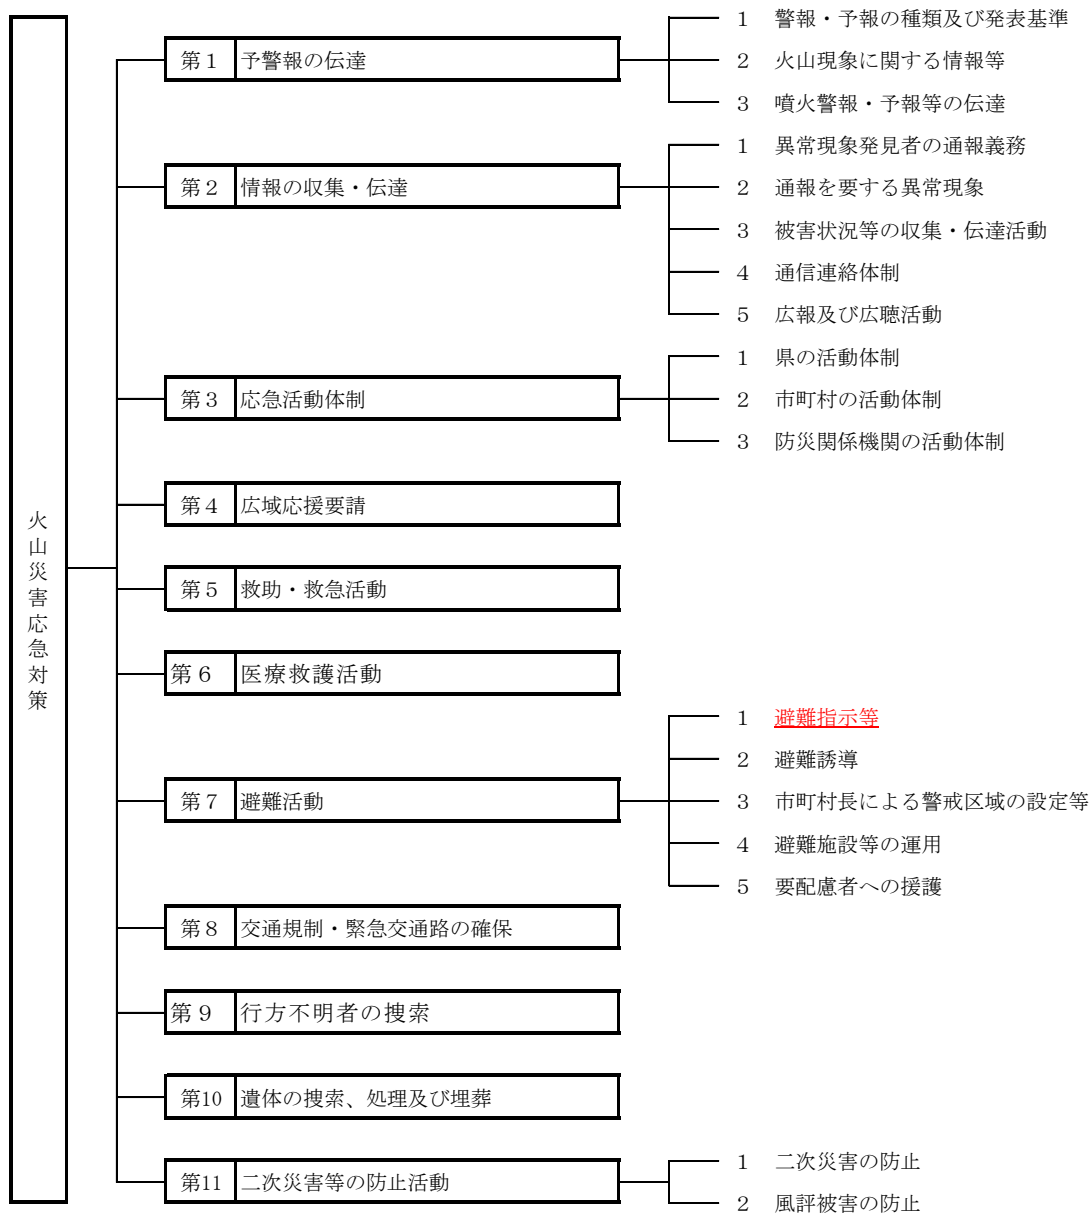 火山災害応急対策
第１ 予警報の伝達
１ 警報・予報の種類及び発表基準
２ 火山現象に関する情報等
３ 噴火警報・予報等の伝達
第２ 情報の収集・伝達
１ 異常現象発見者の通報義務
２ 通報を要する異常現象
３ 被害状況等の収集・伝達活動
４ 通信連絡体制
５ 広報及び広聴活動
第３ 応急活動体制
１ 県の活動体制
２ 市町村の活動体制
３ 防災関係機関の活動体制
第４ 広域応援要請
第５ 救助・救急活動
第６ 医療救護活動
第７ 避難活動
１ 避難指示等
２ 避難誘導
３ 市町村長による警戒区域の設定等
４ 避難施設等の運用
５ 要配慮者への援護
第８ 交通規制・緊急交通路の確保
第９ 行方不明者の捜索
第10 遺体の捜索、処理及び埋葬
第11 二次災害等の防止活動
１ 二次災害の防止
２ 風評被害の防止